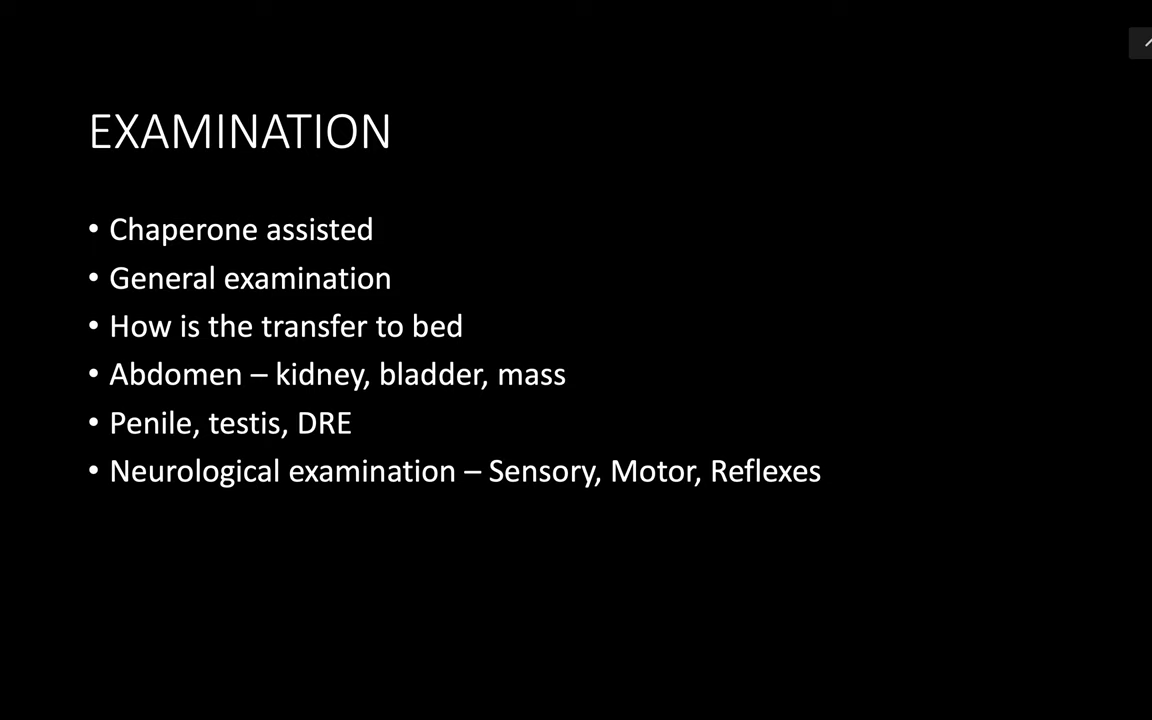 EXAMINATION
• Chaperone assisted
• General examination
• How is the transfer to bed
• Abdomen – kidney, bladder, mass
• Penile, testis, DRE
• Neurological examination – Sensory, Motor, Reflexes